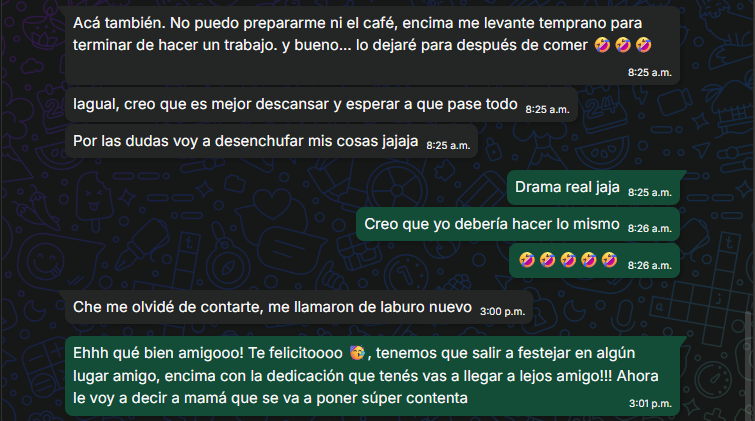 Acá también. No puedo prepararme ni el café, encima me levante temprano para
terminar de hacer un trabajo. y bueno... lo dejaré para después de comer 🤣🤣🤣
8:25 a.m.
Iagual, creo que es mejor descansar y esperar a que pase todo 8:25 a.m.
Por las dudas voy a desenchufar mis cosas jajaja 8:25 a.m.
Drama real jaja 8:25 a.m.
Creo que yo debería hacer lo mismo 8:26 a.m.
🤣🤣🤣🤣🤣 8:26 a.m.
Che me olvidé de contarte, me llamaron de laburo nuevo 3:00 p.m.
Ehhh qué bien amigooo! Te felicitoooo 🥳, tenemos que salir a festejar en algún
lugar amigo, encima con la dedicación que tenés vas a llegar a lejos amigo!!! Ahora
le voy a decir a mamá que se va a poner súper contenta
3:01 p.m.